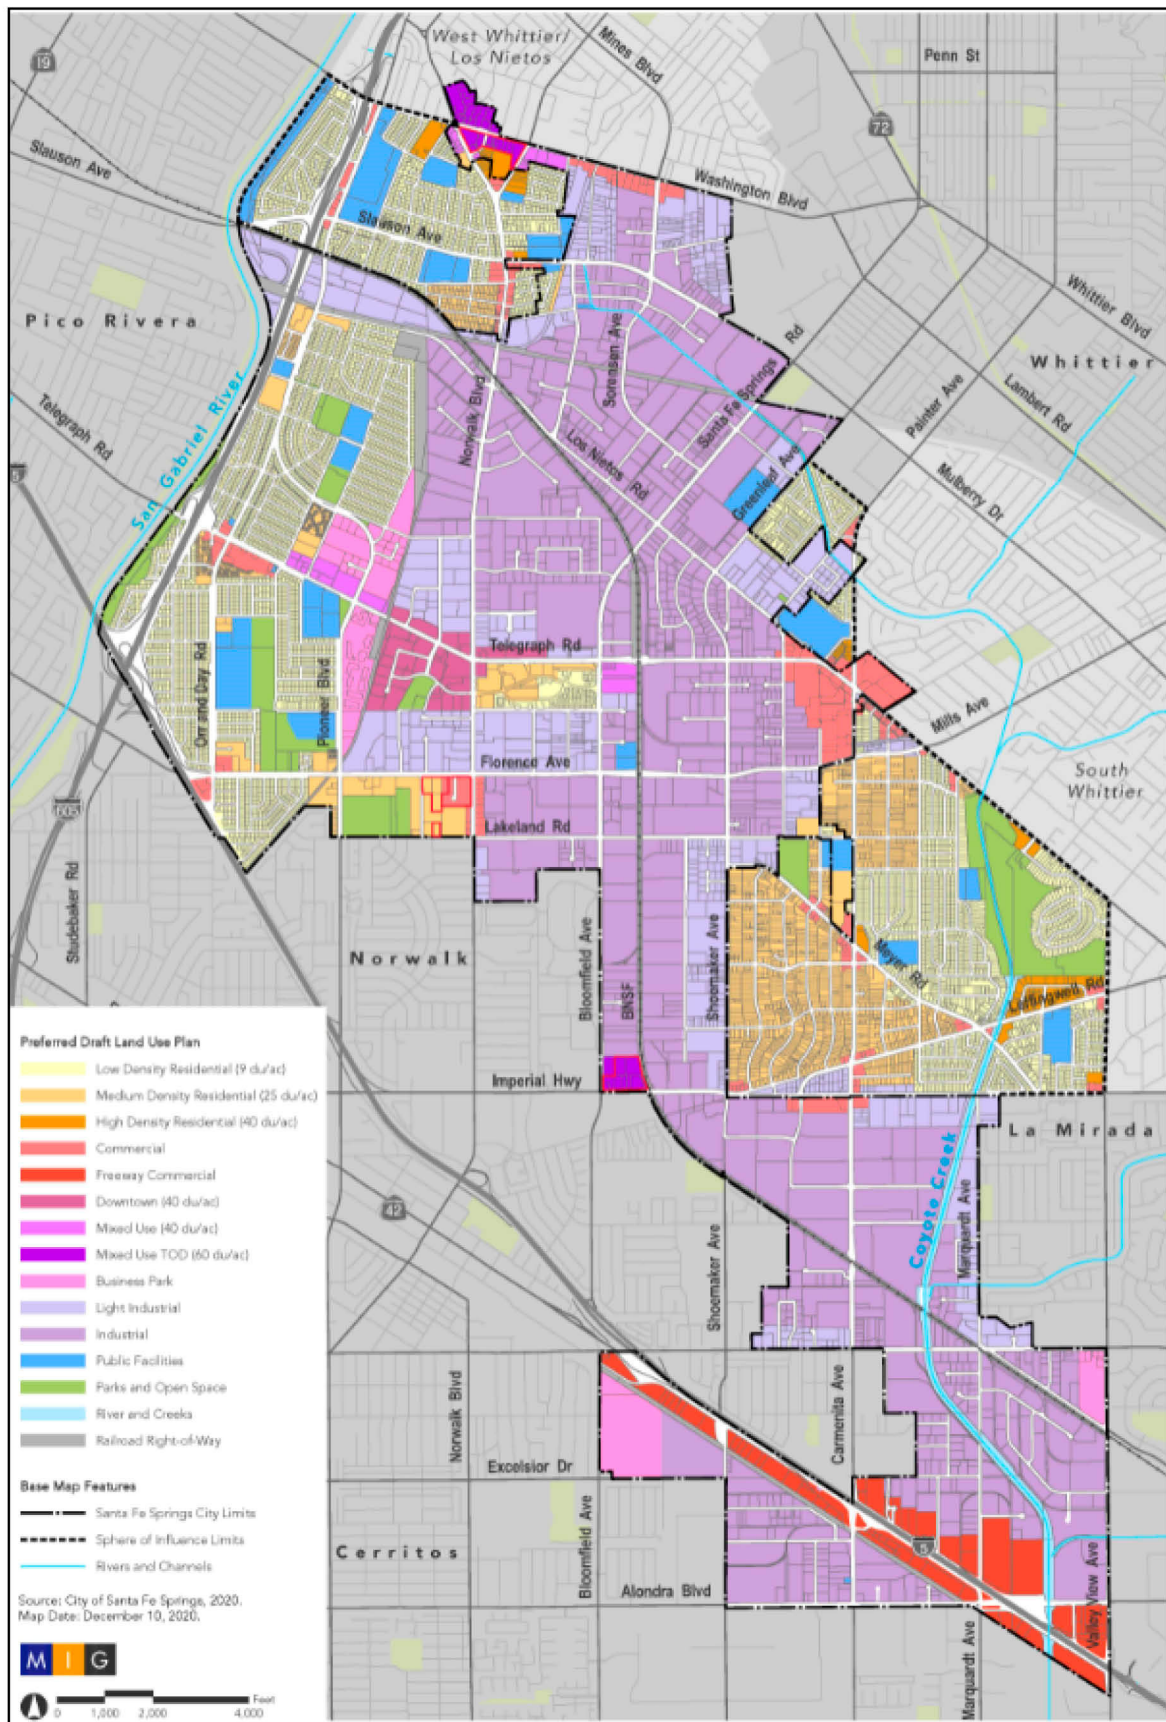 West Whittier/
Los Nietos
Mines Blvd
Penn St
19
72
Slauson Ave
Washington Blvd
Slauson Ave
Whittier Blvd
Pico Rivera
Whittier
San Gabriel River
Telegraph Rd
Norwalk Blvd
Sorensen Ave
Santa Fe Springs Rd
Los Nietos Rd
Greenleaf Ave
Painter Ave
Lambert Rd
Mulberry Dr
Orr and Day Rd
Pioneer Blvd
Telegraph Rd
Mills Ave
Florence Ave
South
Whittier
605
Lakeland Rd
Studebaker Rd
Norwalk
Bloomfield Ave
BNSF
Shoemaker Ave
Meyer Rd
Leffingwell Rd
Imperial Hwy
La Mirada
Coyote Creek
Marquardt Ave
42
Shoemaker Ave
Norwalk Blvd
Carmenita Ave
Excelsior Dr
Bloomfield Ave
Cerritos
5
Alondra Blvd
Valley View Ave
Marquardt Ave
Preferred Draft Land Use Plan
Low Density Residential (9 du/ac)
Medium Density Residential (25 du/ac)
High Density Residential (40 du/ac)
Commercial
Freeway Commercial
Downtown (40 du/ac)
Mixed Use (40 du/ac)
Mixed Use TOD (60 du/ac)
Business Park
Light Industrial
Industrial
Public Facilities
Parks and Open Space
River and Creeks
Railroad Right-of-Way
Base Map Features
Santa Fe Springs City Limits
Sphere of Influence Limits
Rivers and Channels
Source: City of Santa Fe Springs, 2020.
Map Date: December 10, 2020.
M I G
Feet
0 1,000 2,000 4,000